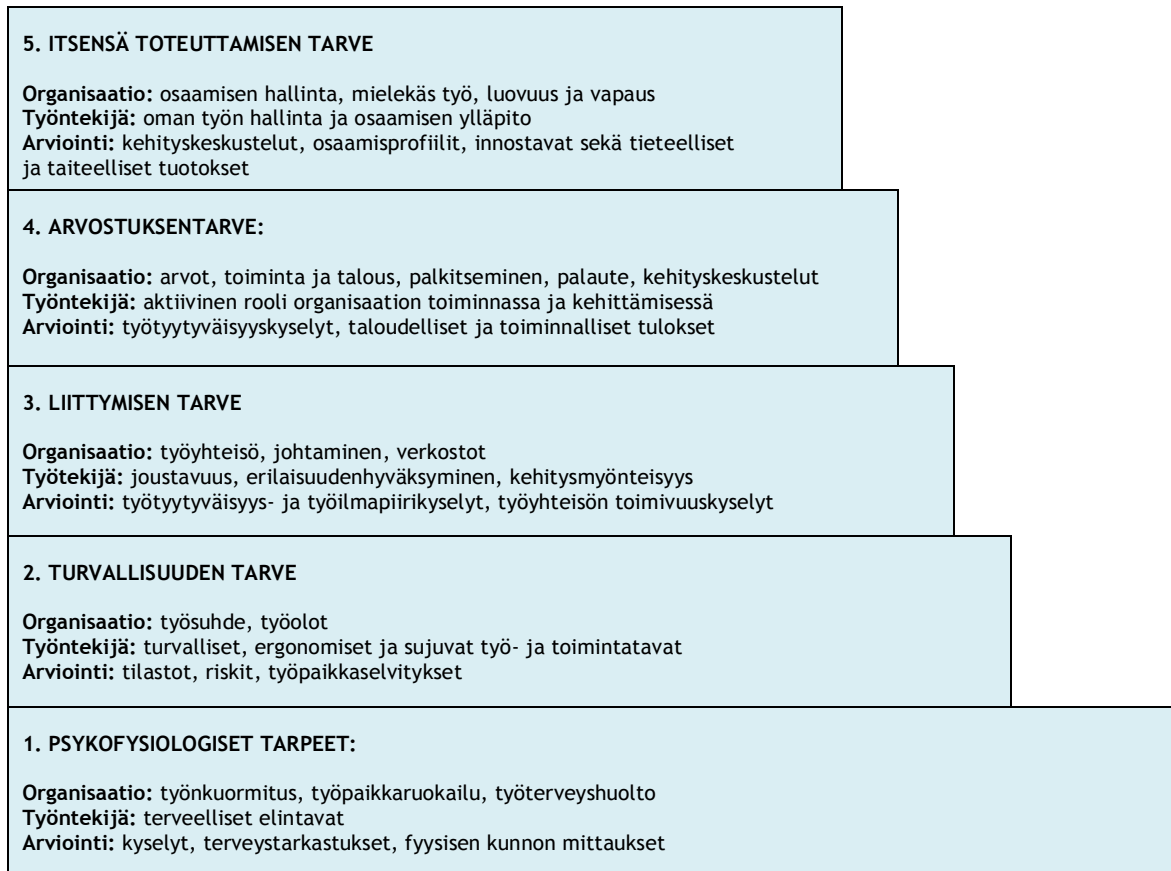 5. ITSENSÄ TOTEUTTAMISEN TARVE
Organisaatio: osaamisen hallinta, mielekäs työ, luovuus ja vapaus
Työntekijä: oman työn hallinta ja osaamisen ylläpito
Arviointi: kehityskeskustelut, osaamisprofiilit, innostavat sekä tieteelliset
ja taiteelliset tuotokset
4. ARVOSTUKSENTARVE:
Organisaatio: arvot, toiminta ja talous, palkitseminen, palaute, kehityskeskustelut
Työntekijä: aktiivinen rooli organisaation toiminnassa ja kehittämisessä
Arviointi: työtyytyväisyyskyselyt, taloudelliset ja toiminnalliset tulokset
3. LIITTYMISEN TARVE
Organisaatio: työyhteisö, johtaminen, verkostot
Työtekijä: joustavuus, erilaisuudenhyväksyminen, kehitysmyönteisyys
Arviointi: työtyytyväisyys- ja työilmapiirikyselyt, työyhteisön toimivuuskyselyt
2. TURVALLISUUDEN TARVE
Organisaatio: työsuhde, työolot
Työntekijä: turvalliset, ergonomiset ja sujuvat työ- ja toimintatavat
Arviointi: tilastot, riskit, työpaikkaselvitykset
1. PSYKOFYSIOLOGISET TARPEET:
Organisaatio: työnkuormitus, työpaikkaruokailu, työterveyshuolto
Työntekijä: terveelliset elintavat
Arviointi: kyselyt, terveystarkastukset, fyysisen kunnon mittaukset